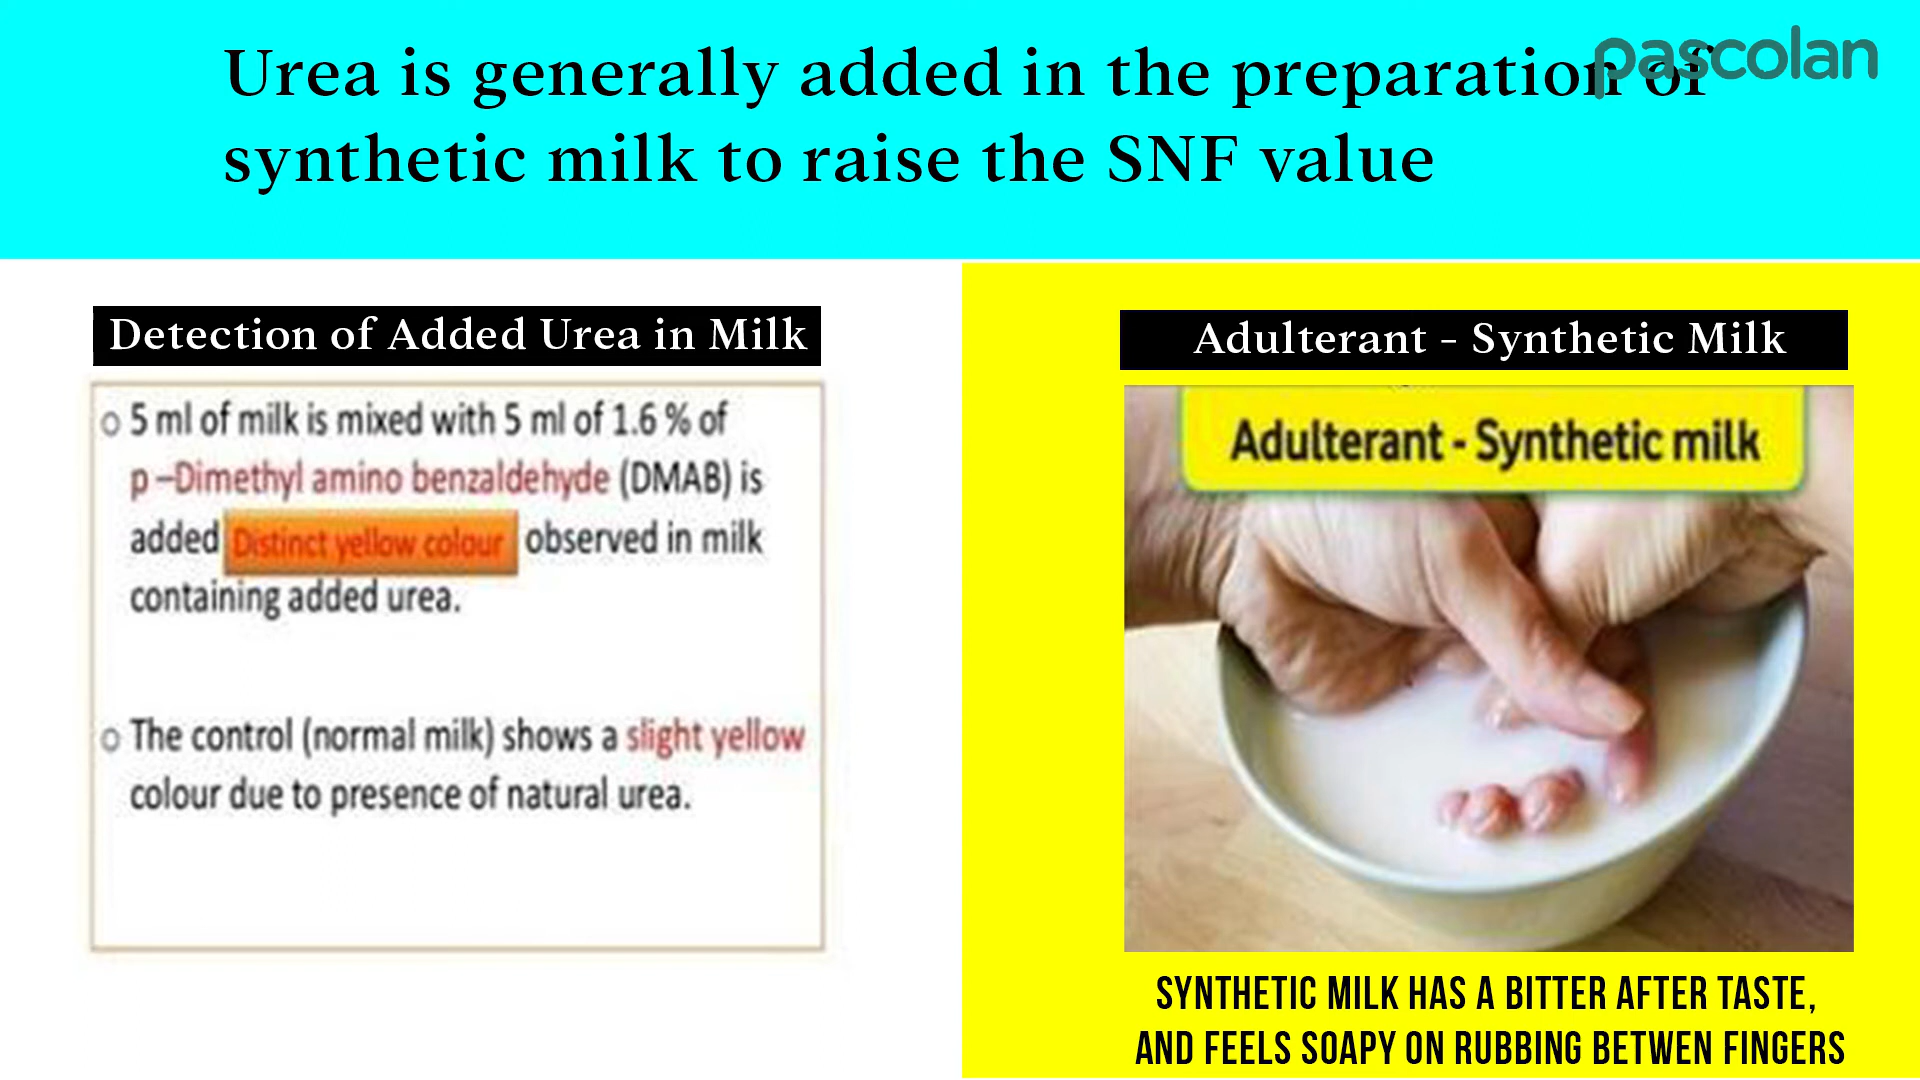 Urea is generally added in the preparation of
synthetic milk to raise the SNF value
pascolan
Detection of Added Urea in Milk
o 5 ml of milk is mixed with 5 ml of 1.6 % of
p –Dimethyl amino benzaldehyde (DMAB) is
added Distinct yellow colour observed in milk
containing added urea.
o The control (normal milk) shows a slight yellow
colour due to presence of natural urea.
Adulterant - Synthetic Milk
Adulterant - Synthetic milk
SYNTHETIC MILK HAS A BITTER AFTER TASTE,
AND FEELS SOAPY ON RUBBING BETWEN FINGERS